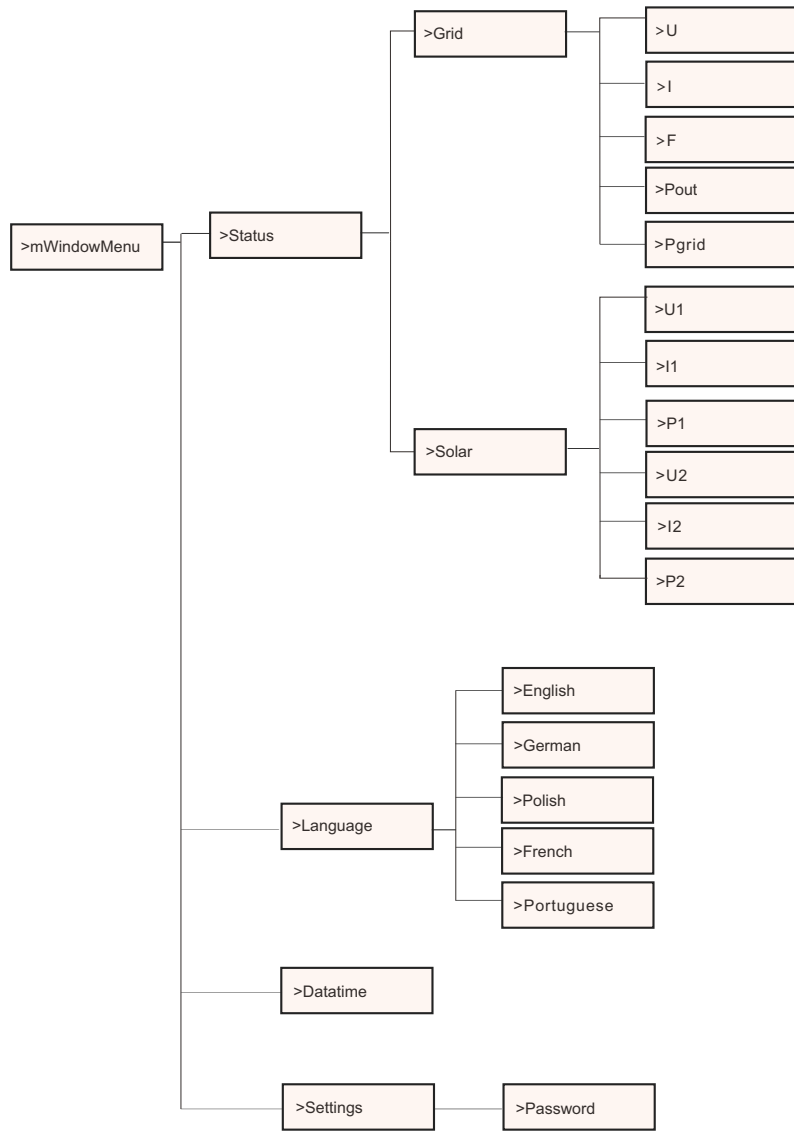 >mWindowMenu
>Status
>Grid
>U
>I
>F
>Pout
>Pgrid
>Solar
>U1
>I1
>P1
>U2
>I2
>P2
>Language
>English
>German
>Polish
>French
>Portuguese
>Datatime
>Settings
>Password